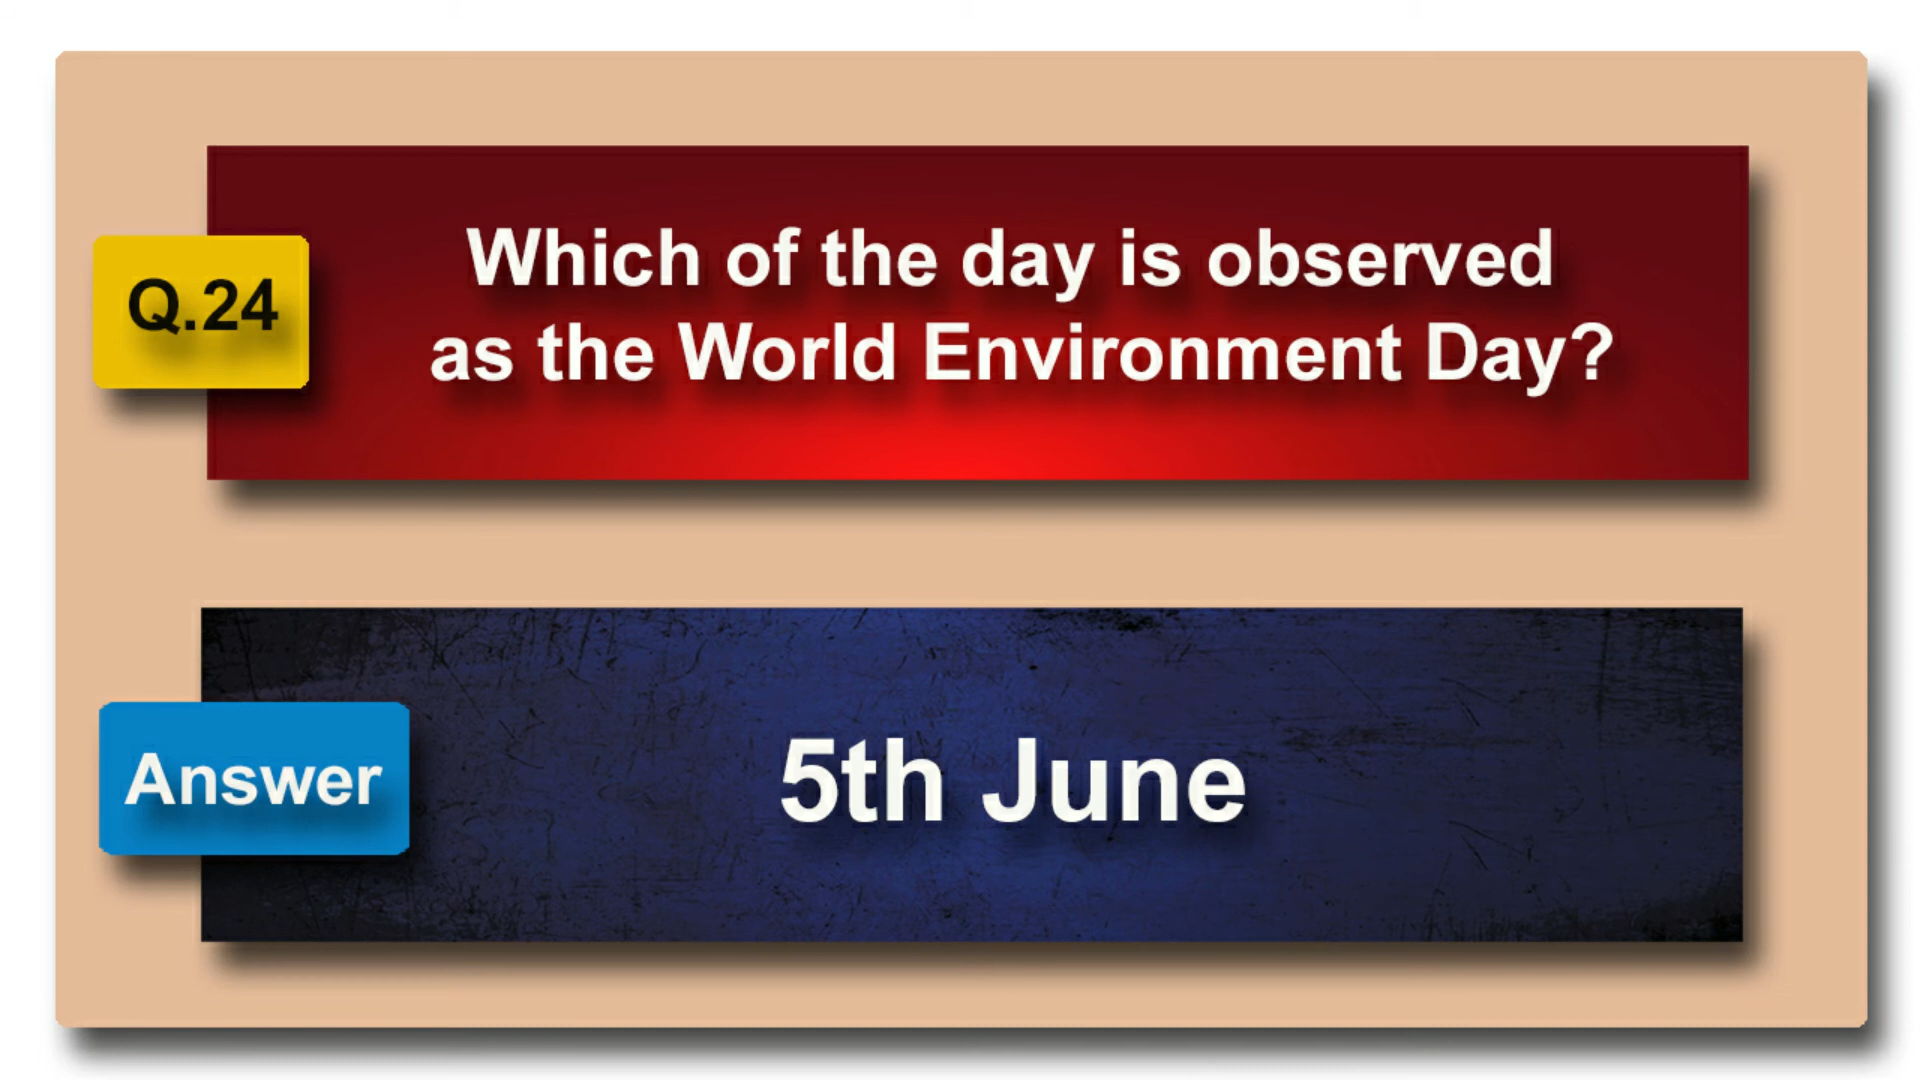 Q.24
Which of the day is observed
as the World Environment Day?
Answer
5th June